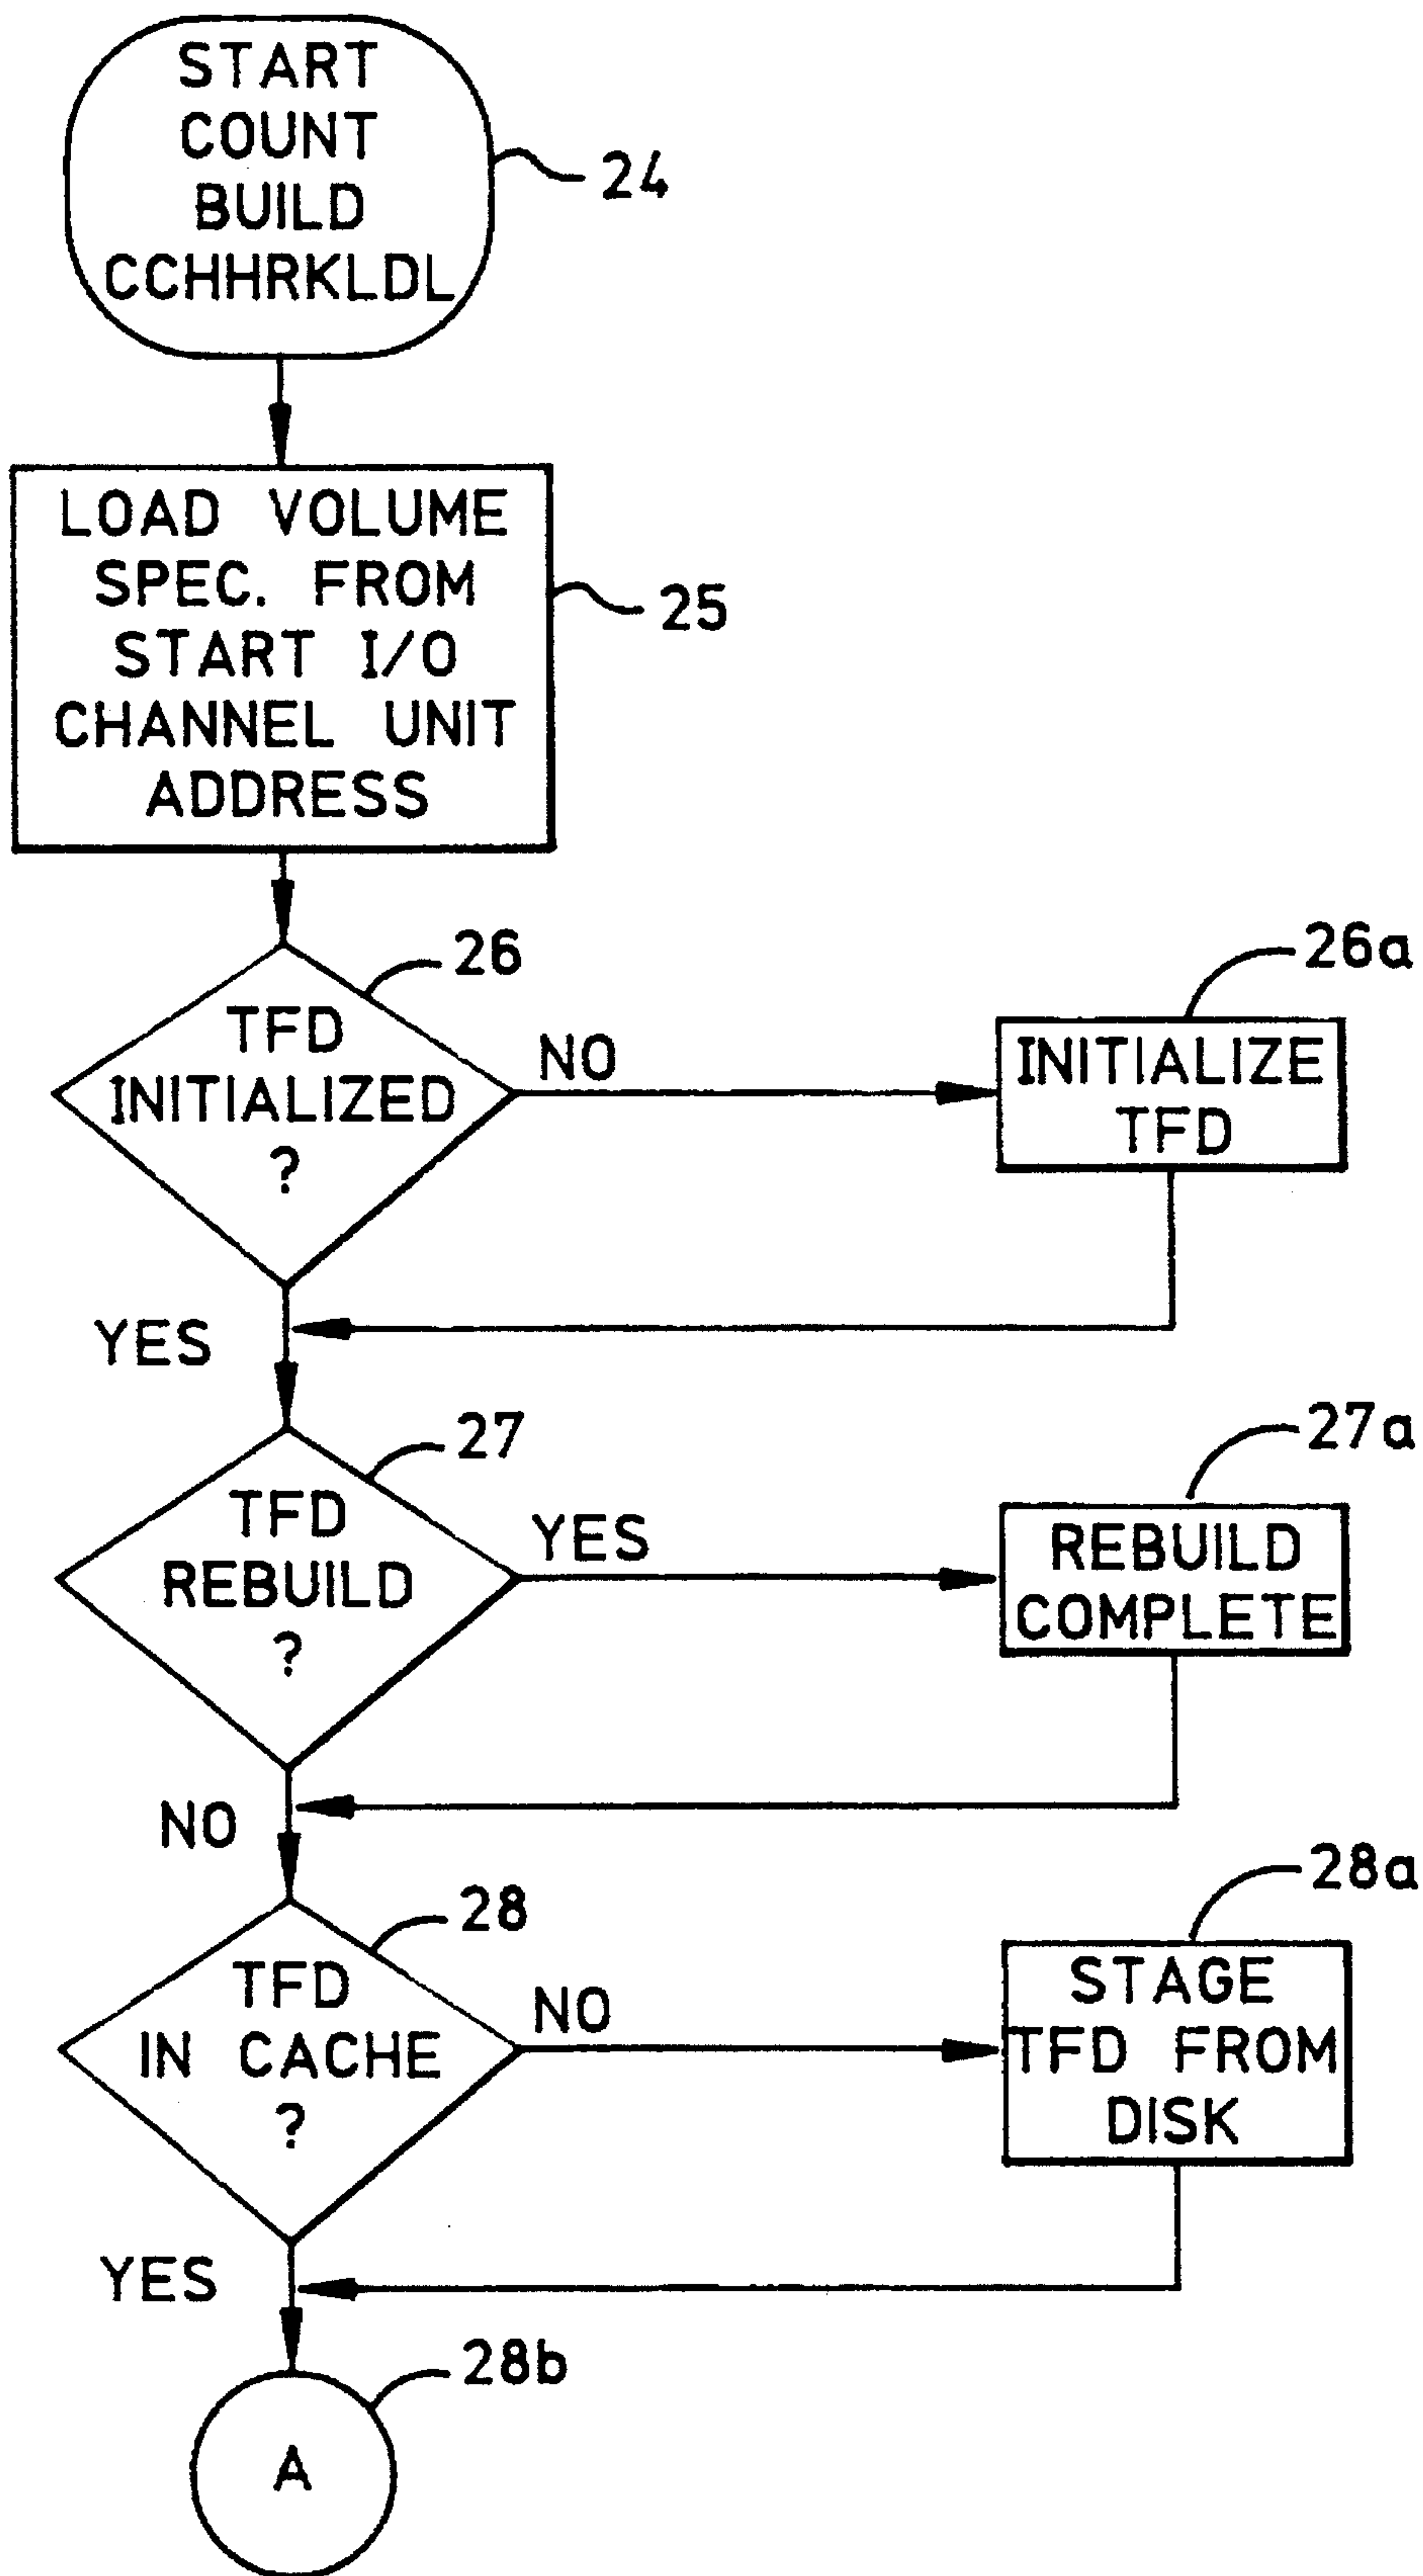 START
COUNT
BUILD
CCHHRKLDL
24
LOAD VOLUME
SPEC. FROM
START I/O
CHANNEL UNIT
ADDRESS
25
26
TFD
INITIALIZED
?
NO
26a
INITIALIZE
TFD
YES
27
TFD
REBUILD
?
YES
27a
REBUILD
COMPLETE
NO
28
TFD
IN CACHE
?
NO
28a
STAGE
TFD FROM
DISK
YES
28b
A